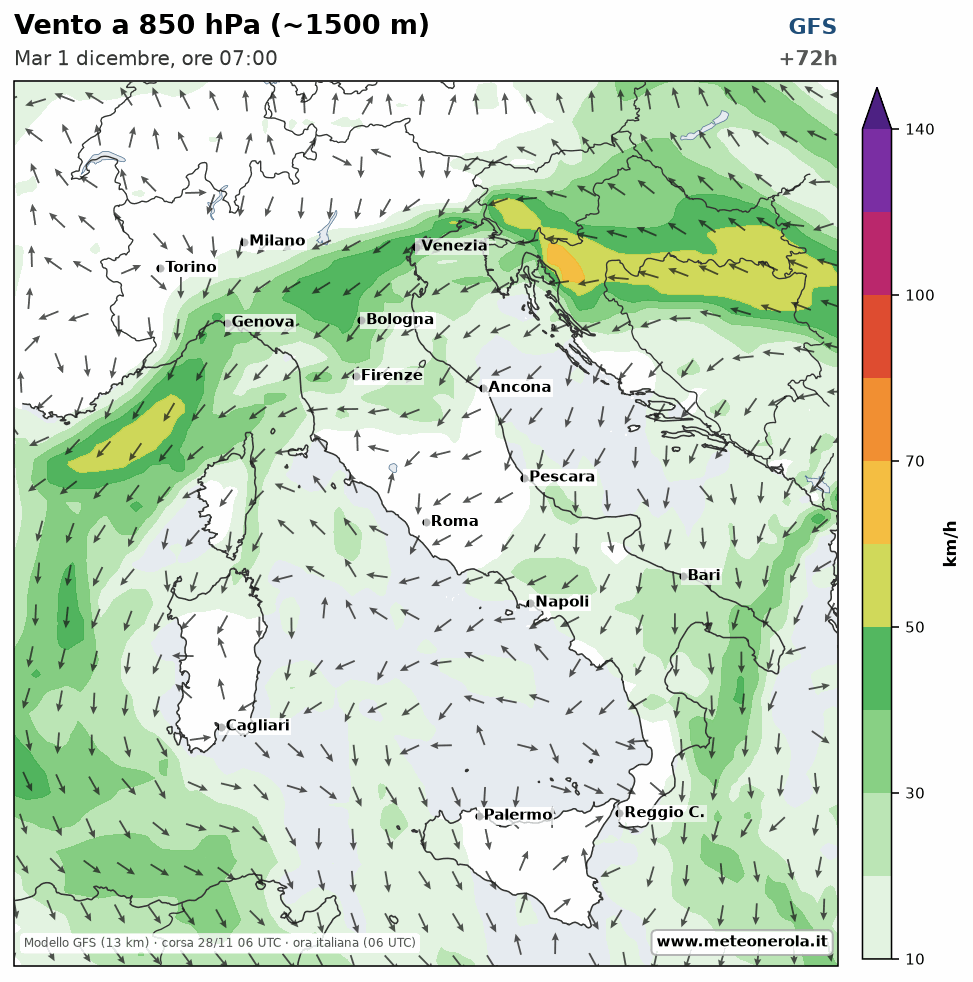 Vento a 850 hPa (~1500 m)
GFS
Mar 1 dicembre, ore 07:00
+72h
140
Milano
Venezia
Torino
100
Genova
Bologna
Firenze
Ancona
70
Pescara
Roma
km/h
Bari
Napoli
50
Cagliari
30
Palermo
Reggio C.
Modello GFS (13 km) · corsa 28/11 06 UTC · ora italiana (06 UTC)
www.meteonerola.it
10